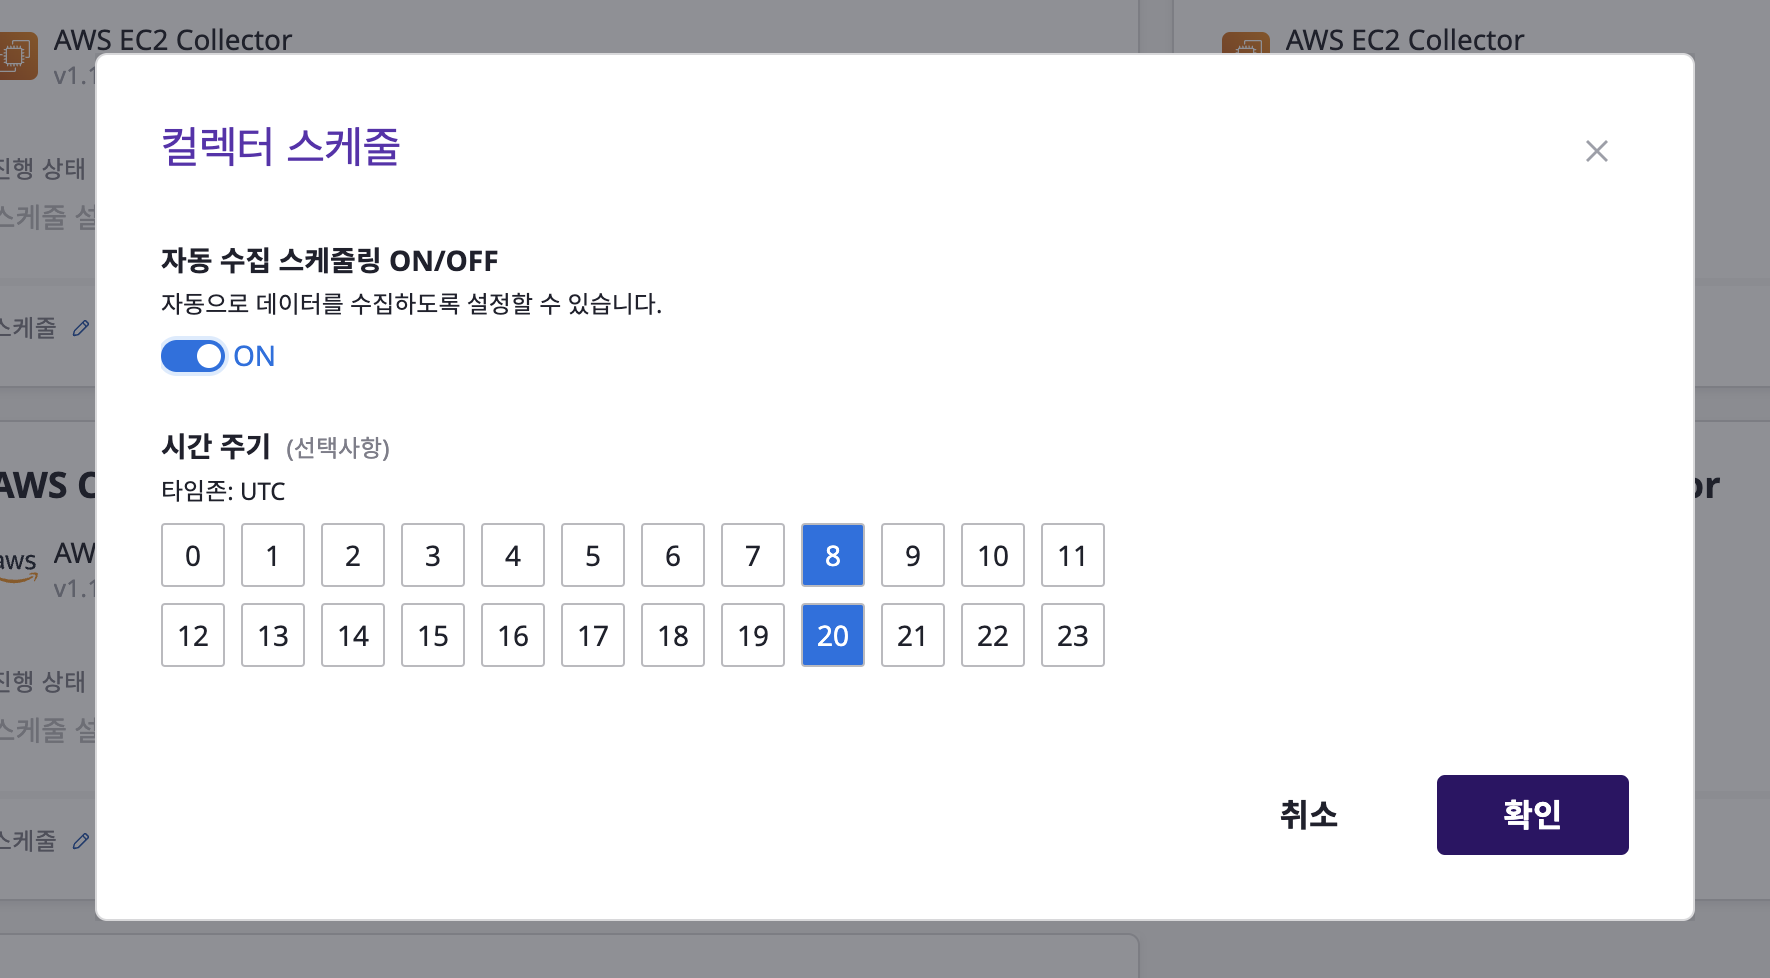 AWS EC2 Collector
AWS EC2 Collector
v1.1
컬렉터 스케줄
진행 상태
스케줄 설
자동 수집 스케줄링 ON/OFF
자동으로 데이터를 수집하도록 설정할 수 있습니다.
스케줄
ON
시간 주기 (선택사항)
AWS C
or
타임존: UTC
0 1 2 3 4 5 6 7 8 9 10 11
aws AW
v1.1
12 13 14 15 16 17 18 19 20 21 22 23
진행 상태
스케줄 설
취소 확인
스케줄